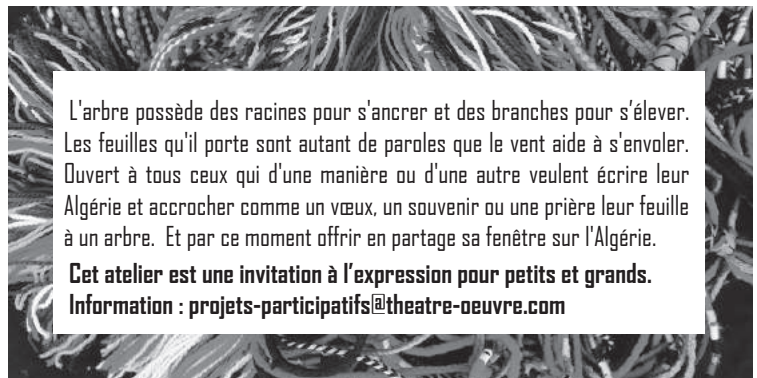 L'arbre possède des racines pour s'ancrer et des branches pour s’élever.
Les feuilles qu'il porte sont autant de paroles que le vent aide à s'envoler.
Ouvert à tous ceux qui d'une manière ou d'une autre veulent écrire leur
Algérie et accrocher comme un vœux, un souvenir ou une prière leur feuille
à un arbre. Et par ce moment offrir en partage sa fenêtre sur l'Algérie.
Cet atelier est une invitation à l’expression pour petits et grands.
Information : projets-participatifs@theatre-oeuvre.com